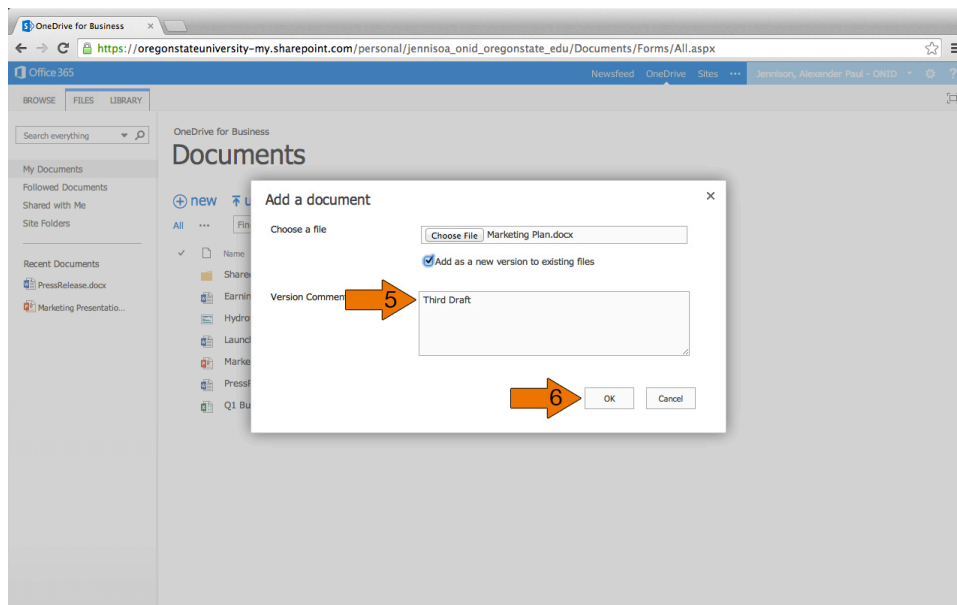 OneDrive for Business
https://oregonstateuniversity-my.sharepoint.com/personal/jennisoa_onid_oregonstate_edu/Documents/Forms/All.aspx
Office 365
Newsfeed OneDrive Sites ••• Jennison, Alexander Paul - ONID ?
BROWSE FILES LIBRARY
Search everything
OneDrive for Business
Documents
My Documents
Followed Documents
Shared with Me
Site Folders
Recent Documents
PressRelease.docx
Marketing Presentatio...
new
All •••
Name
Add a document
Choose a file
Choose File Marketing Plan.docx
Add as a new version to existing files
5
Third Draft
6
OK Cancel